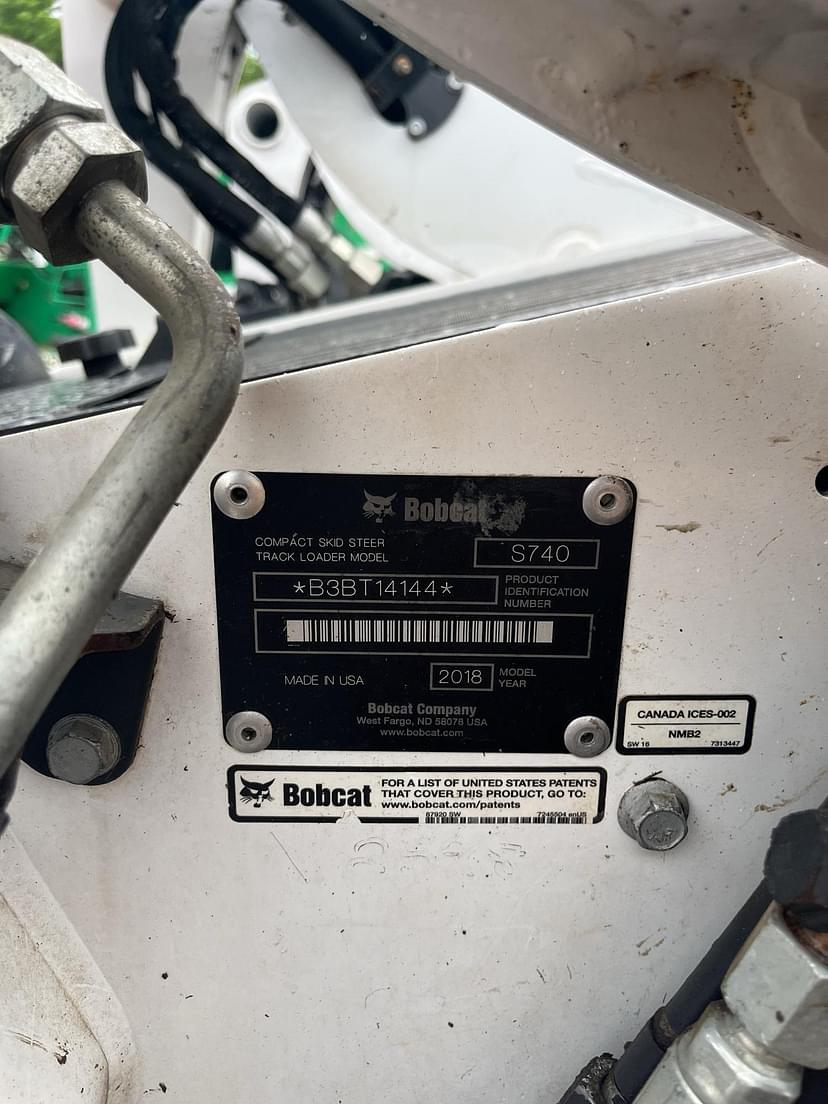 Bobcat
COMPACT SKID STEER
TRACK LOADER MODEL
S740
*B3BT14144*
PRODUCT
IDENTIFICATION
NUMBER
MADE IN USA
2018
MODEL
YEAR
Bobcat Company
West Fargo, ND 58078 USA
www.bobcat.com
CANADA ICES-002
NMB2
SW 16 7313447
Bobcat
FOR A LIST OF UNITED STATES PATENTS
THAT COVER THIS PRODUCT, GO TO:
www.bobcat.com/patents
87920 SW 7245504 enUS